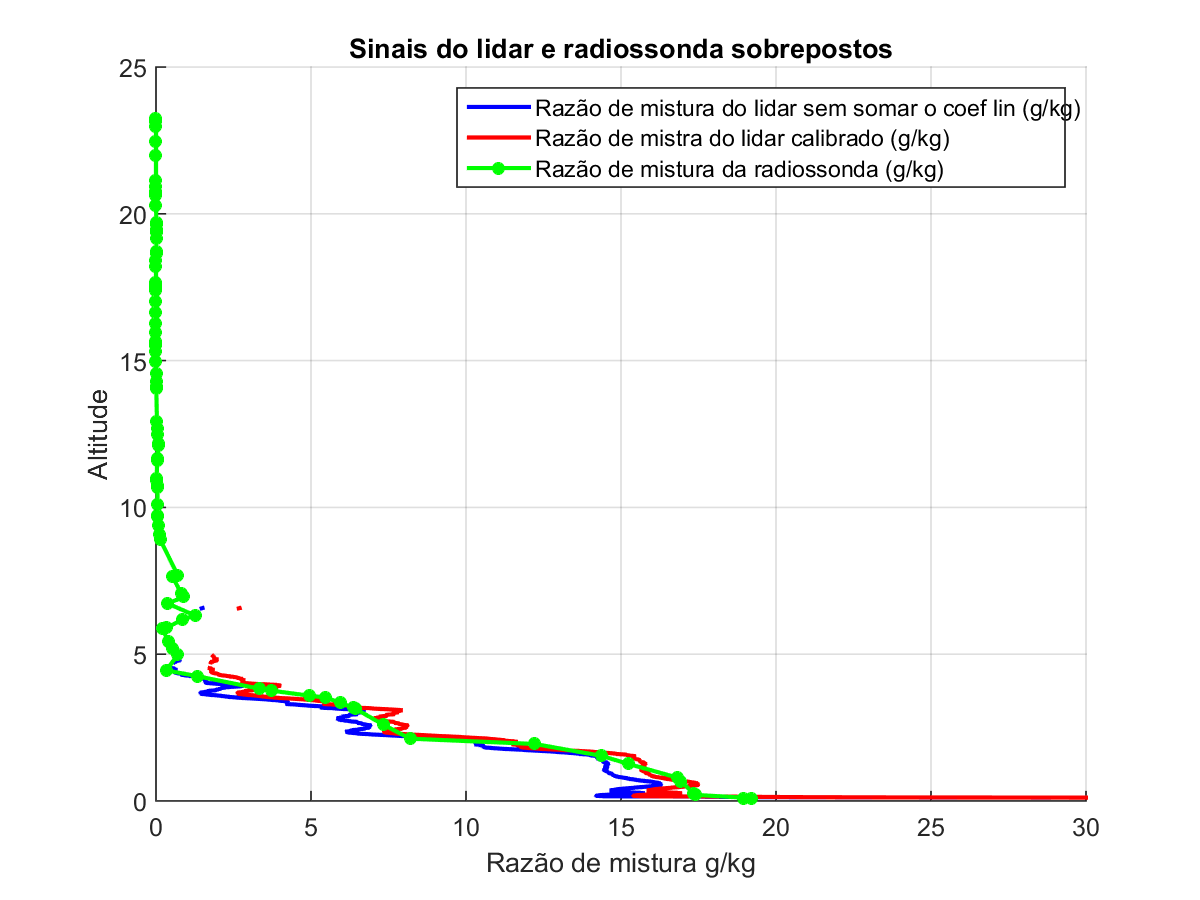 Sinais do lidar e radiossonda sobrepostos
25
Razão de mistura do lidar sem somar o coef lin (g/kg)
Razão de mistra do lidar calibrado (g/kg)
Razão de mistura da radiossonda (g/kg)
20
15
Altitude
10
5
0
0 5 10 15 20 25 30
Razão de mistura g/kg